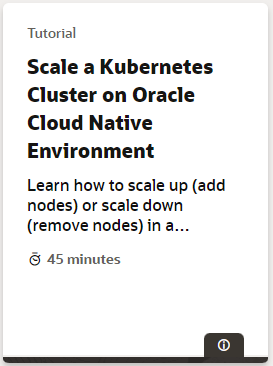 Tutorial
Scale a Kubernetes
Cluster on Oracle
Cloud Native
Environment
Learn how to scale up (add
nodes) or scale down
(remove nodes) in a...
45 minutes